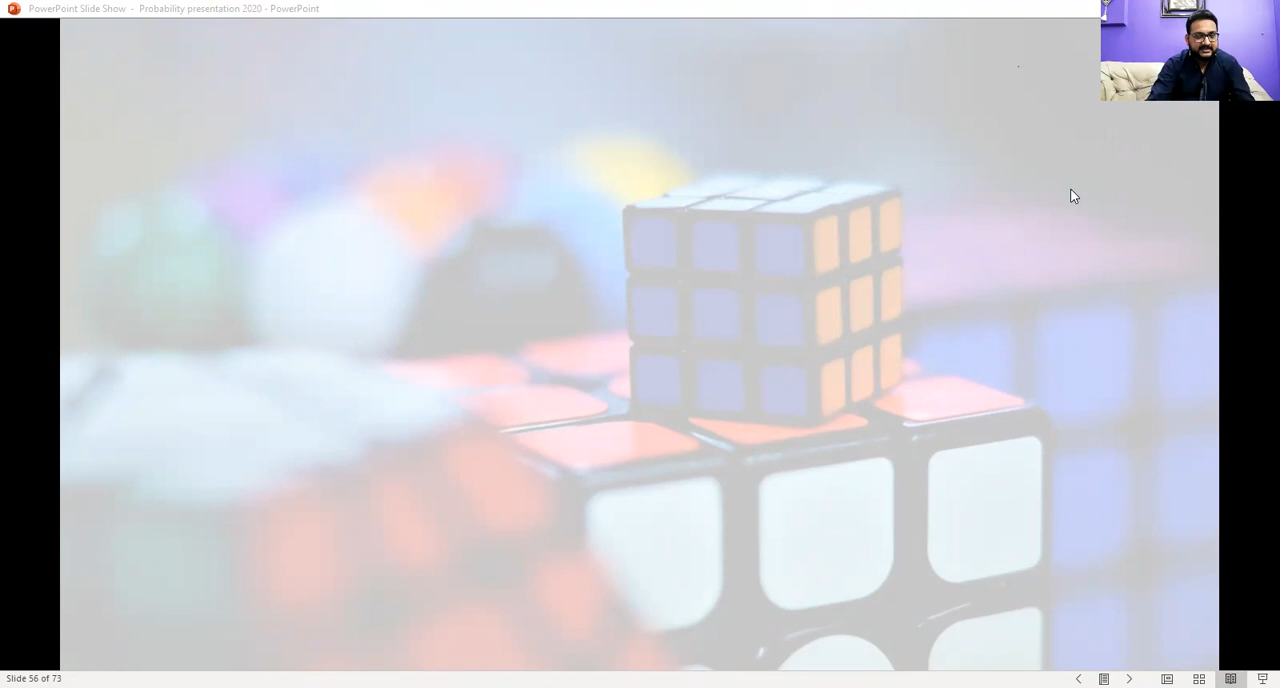 PowerPoint Slide Show - Probability presentation 2020 - PowerPoint
Slide 56 of 73